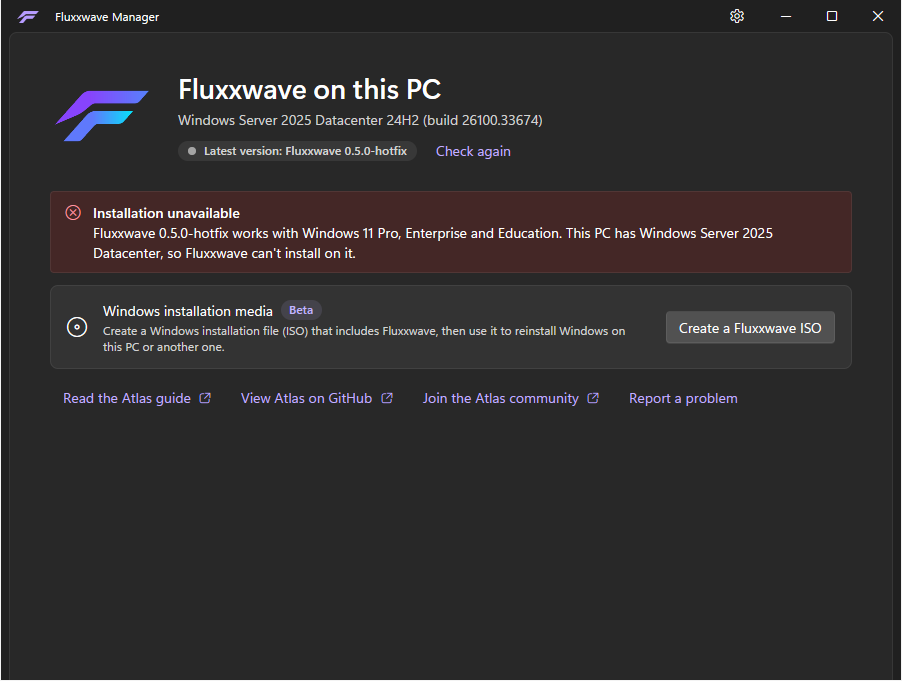 Fluxxwave Manager
Fluxxwave on this PC
Windows Server 2025 Datacenter 24H2 (build 26100.33674)
Latest version: Fluxxwave 0.5.0-hotfix Check again
Installation unavailable
Fluxxwave 0.5.0-hotfix works with Windows 11 Pro, Enterprise and Education. This PC has Windows Server 2025
Datacenter, so Fluxxwave can't install on it.
Windows installation media Beta
Create a Windows installation file (ISO) that includes Fluxxwave, then use it to reinstall Windows on
this PC or another one.
Create a Fluxxwave ISO
Read the Atlas guide View Atlas on GitHub Join the Atlas community Report a problem